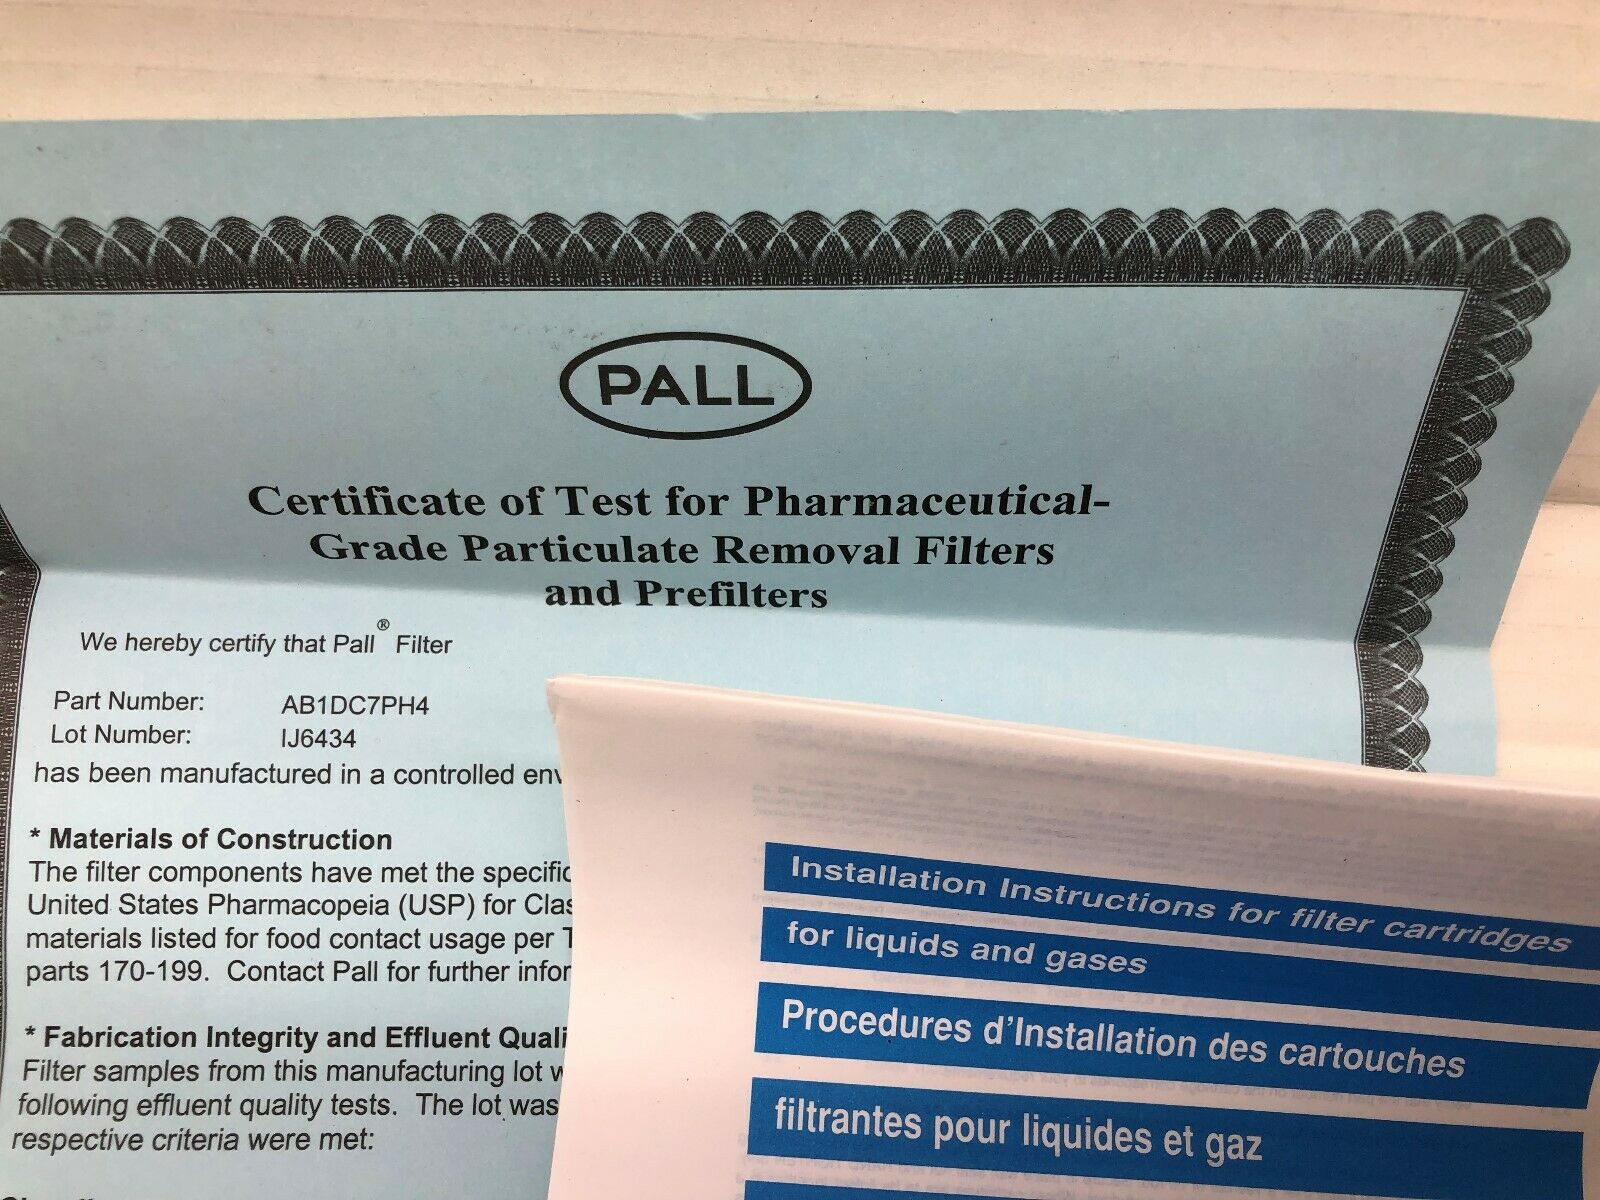 PALL
Certificate of Test for Pharmaceutical-
Grade Particulate Removal Filters
and Prefilters
We hereby certify that Pall® Filter
Part Number: AB1DC7PH4
Lot Number: IJ6434
has been manufactured in a controlled env
* Materials of Construction
The filter components have met the specific
United States Pharmacopeia (USP) for Clas
materials listed for food contact usage per T
parts 170-199. Contact Pall for further infor
* Fabrication Integrity and Effluent Quali
Filter samples from this manufacturing lot w
following effluent quality tests. The lot was
respective criteria were met:
Installation Instructions for filter cartridges
for liquids and gases
Procedures d'Installation des cartouches
filtrantes pour liquides et gaz